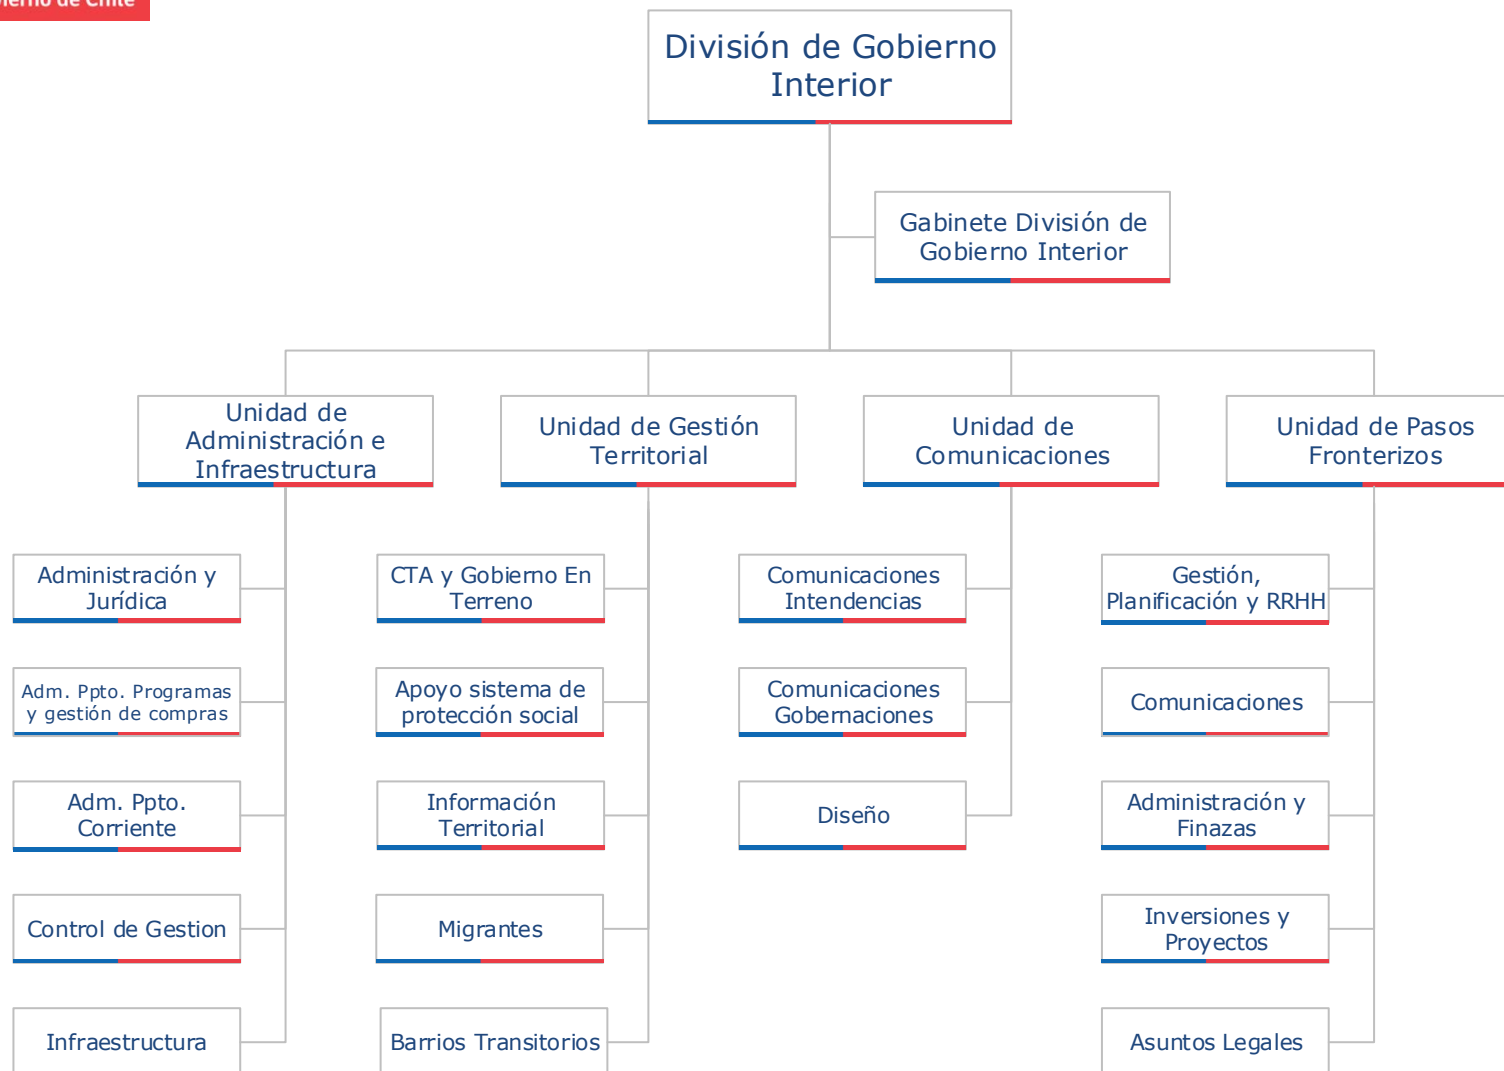 de Chile
División de Gobierno
Interior
Gabinete División de
Gobierno Interior
Unidad de
Administración e
Infraestructura
Unidad de Gestión
Territorial
Unidad de
Comunicaciones
Unidad de Pasos
Fronterizos
Administración y
Jurídica
CTA y Gobierno En
Terreno
Comunicaciones
Intendencias
Gestión,
Planificación y RRHH
Adm. Ppto. Programas
y gestión de compras
Apoyo sistema de
protección social
Comunicaciones
Gobernaciones
Comunicaciones
Adm. Ppto.
Corriente
Información
Territorial
Diseño
Administración y
Finazas
Control de Gestion
Migrantes
Inversiones y
Proyectos
Infraestructura
Barrios Transitorios
Asuntos Legales